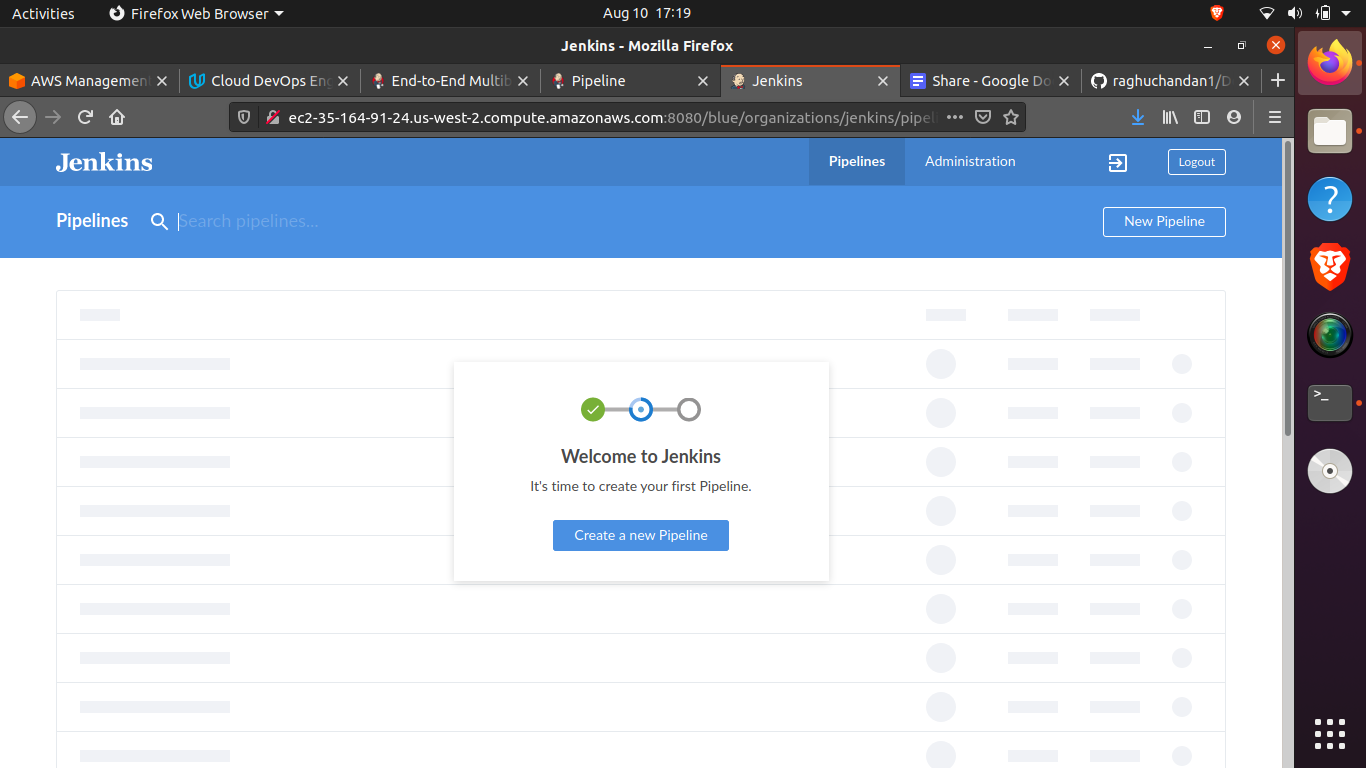 Activities
Firefox Web Browser
Aug 10 17:19
Jenkins - Mozilla Firefox
AWS Management
Cloud DevOps Eng
End-to-End Multib
Pipeline
Jenkins
Share - Google Do
raghuchandan1/D
ec2-35-164-91-24.us-west-2.compute.amazonaws.com:8080/blue/organizations/jenkins/pipel
Jenkins
Pipelines
Administration
Logout
Pipelines
Search pipelines...
New Pipeline
Welcome to Jenkins
It's time to create your first Pipeline.
Create a new Pipeline